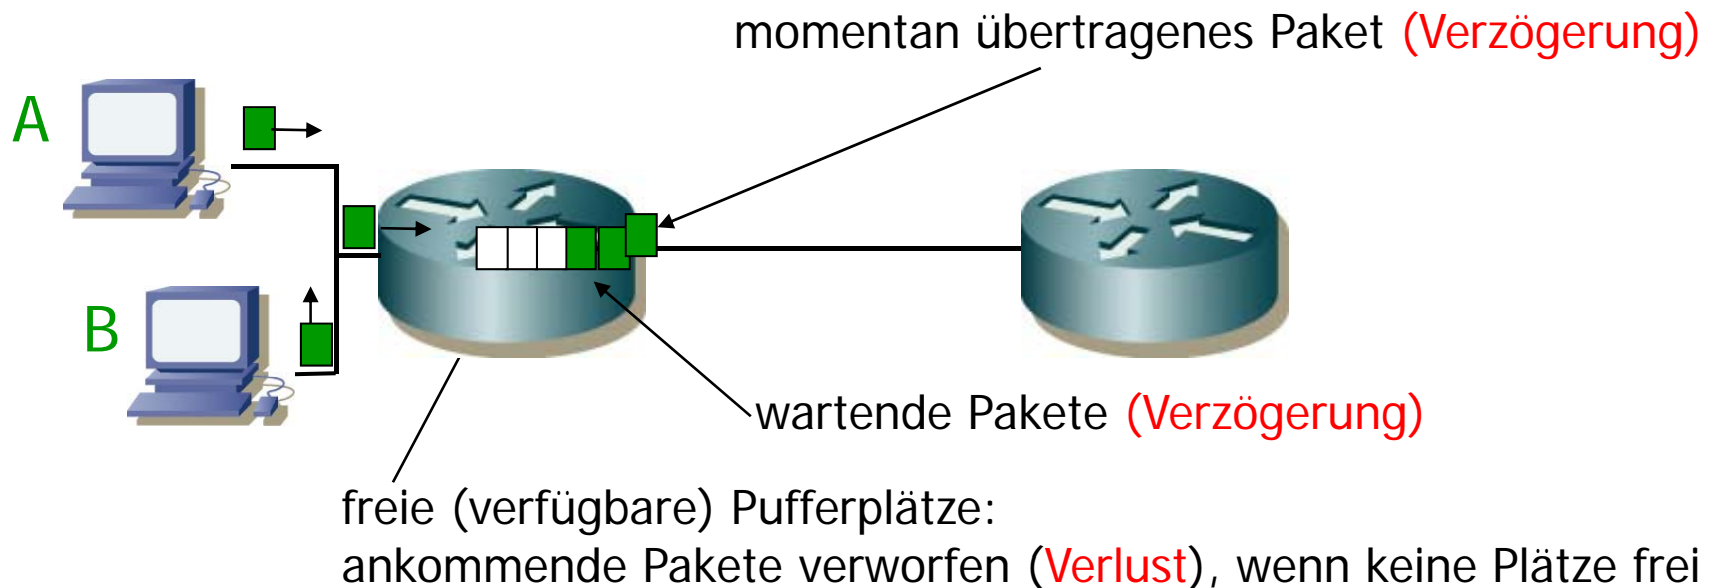 momentan übertragenes Paket (Verzögerung)
A
B
wartende Pakete (Verzögerung)
freie (verfügbare) Pufferplätze:
ankommende Pakete verworfen (Verlust), wenn keine Plätze frei